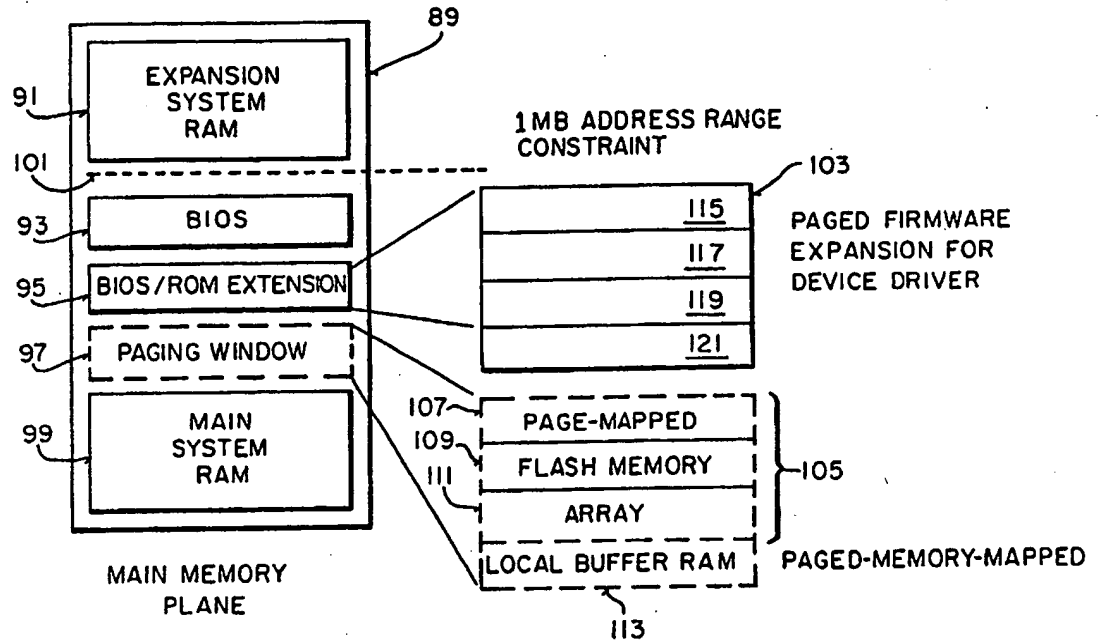 89
EXPANSION
SYSTEM
RAM
91
101
1MB ADDRESS RANGE
CONSTRAINT
BIOS
93
BIOS/ROM EXTENSION
95
PAGING WINDOW
97
MAIN
SYSTEM
RAM
99
MAIN MEMORY
PLANE
103
115
117
119
121
PAGED FIRMWARE
EXPANSION FOR
DEVICE DRIVER
107
PAGE-MAPPED
109
FLASH MEMORY
111
ARRAY
105
LOCAL BUFFER RAM
PAGED-MEMORY-MAPPED
113